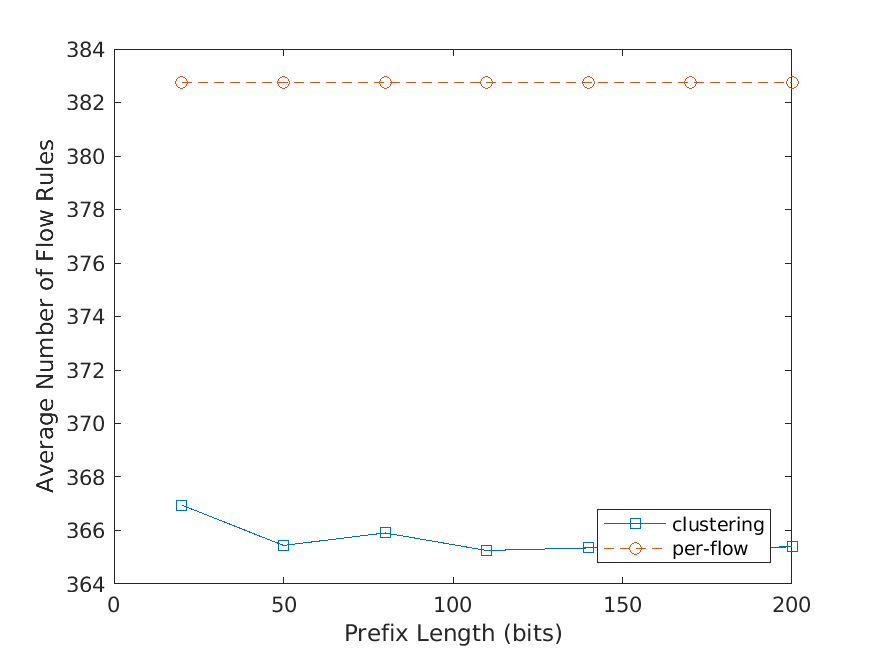 384
382
380
378
376
374
372
370
368
366
364
Average Number of Flow Rules
clustering
per-flow
0 50 100 150 200
Prefix Length (bits)